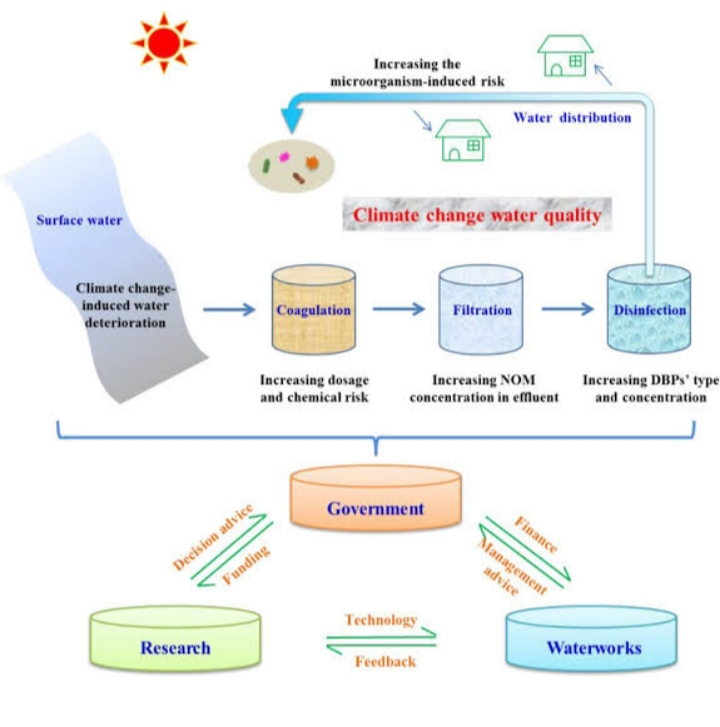 Increasing the
microorganism-induced risk
Water distribution
Surface water
Climate change water quality
Climate change-
induced water
deterioration
Coagulation
Filtration
Disinfection
Increasing dosage
and chemical risk
Increasing NOM
concentration in effluent
Increasing DBPs' type
and concentration
Government
Decision advice
Funding
Finance
Management
advice
Technology
Feedback
Research
Waterworks